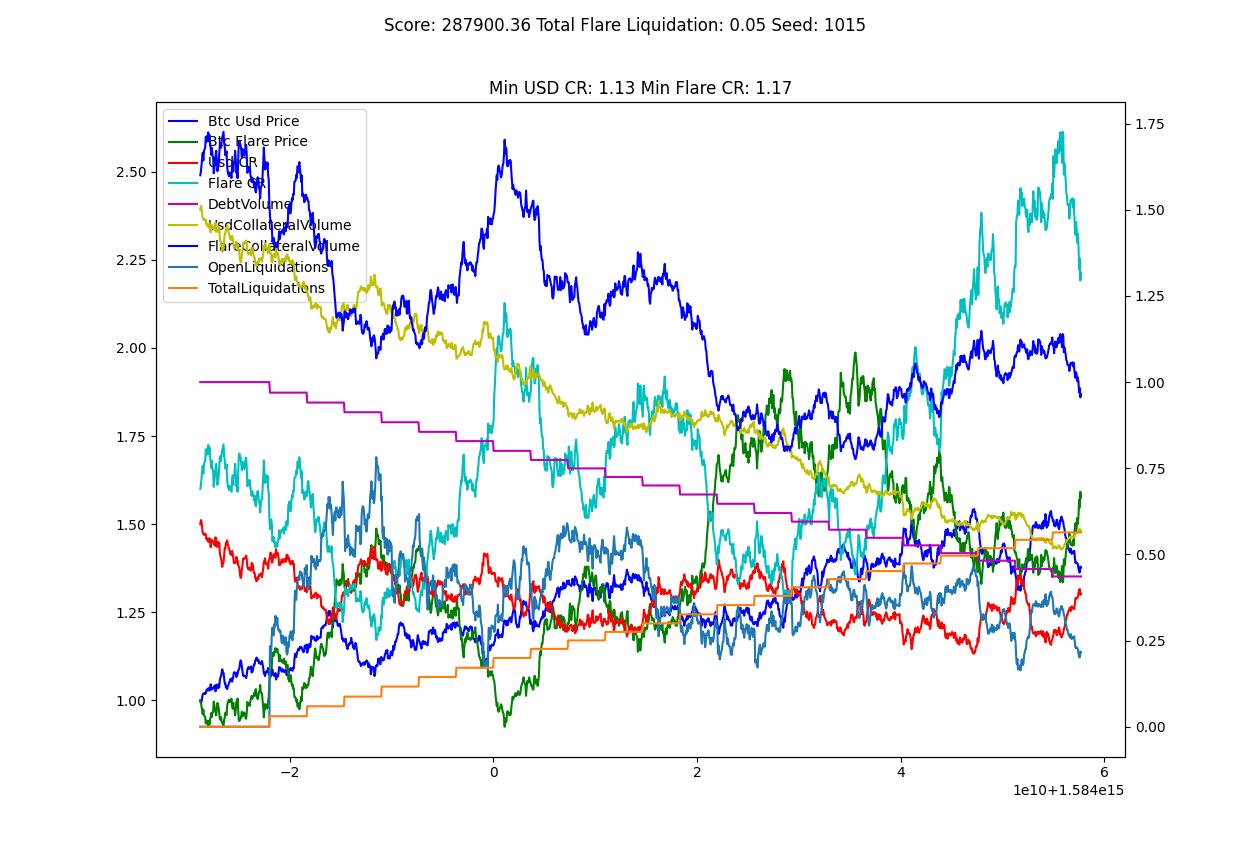 Score: 287900.36 Total Flare Liquidation: 0.05 Seed: 1015
Min USD CR: 1.13 Min Flare CR: 1.17
Btc Usd Price
Btc Flare Price
Usd CR
Flare CR
DebtVolume
UsdCollateralVolume
FlareCollateralVolume
OpenLiquidations
TotalLiquidations
2.50
2.25
2.00
1.75
1.50
1.25
1.00
1.75
1.50
1.25
1.00
0.75
0.50
0.25
0.00
−2 0 2 4 6
1e10+1.584e15